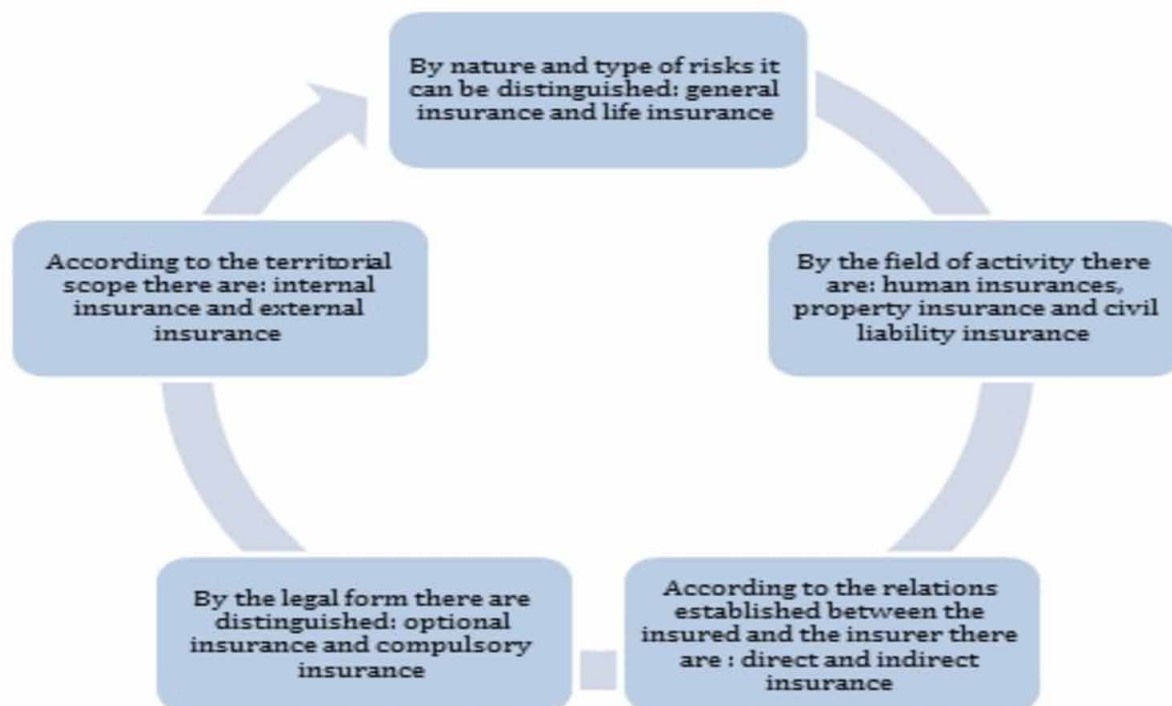 By nature and type of risks it
can be distinguished: general
insurance and life insurance
By the field of activity there
are: human insurances,
property insurance and civil
liability insurance
According to the relations
established between the
insured and the insurer there
are : direct and indirect
insurance
By the legal form there are
distinguished: optional
insurance and compulsory
insurance
According to the territorial
scope there are: internal
insurance and external
insurance